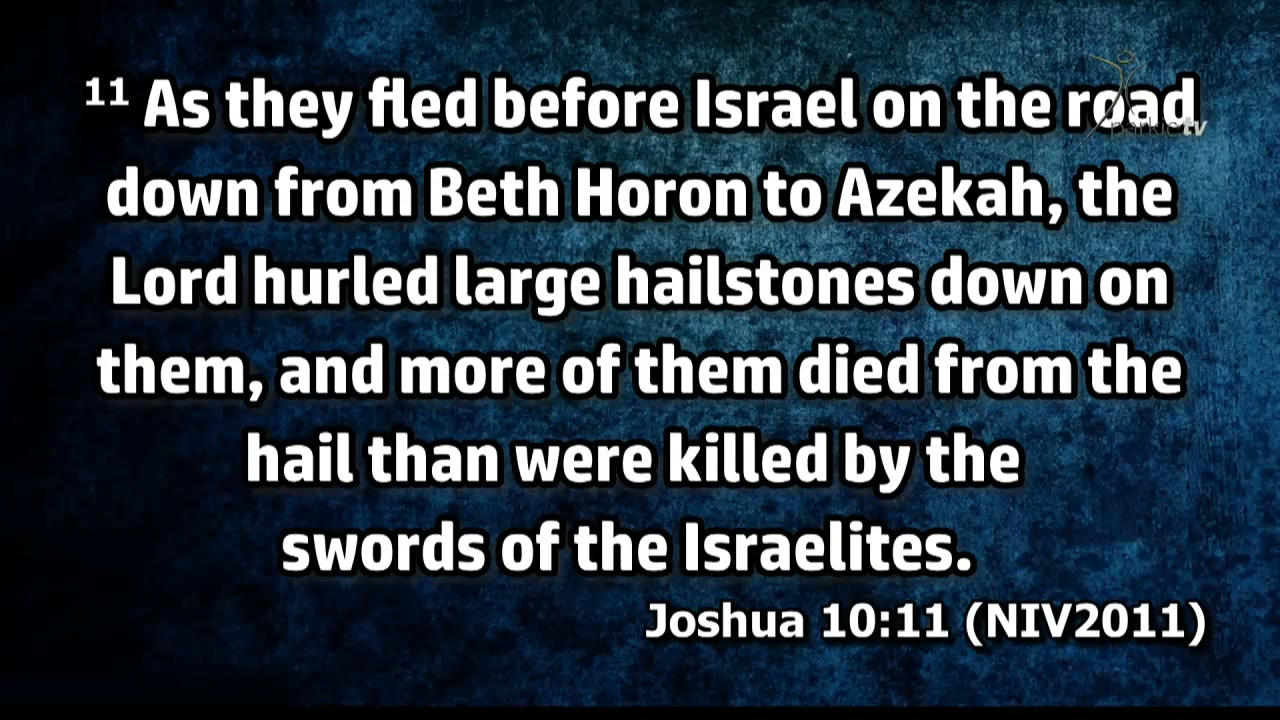 11 As they fled before Israel on the road
down from Beth Horon to Azekah, the
Lord hurled large hailstones down on
them, and more of them died from the
hail than were killed by the
swords of the Israelites.
Joshua 10:11 (NIV2011)
tv